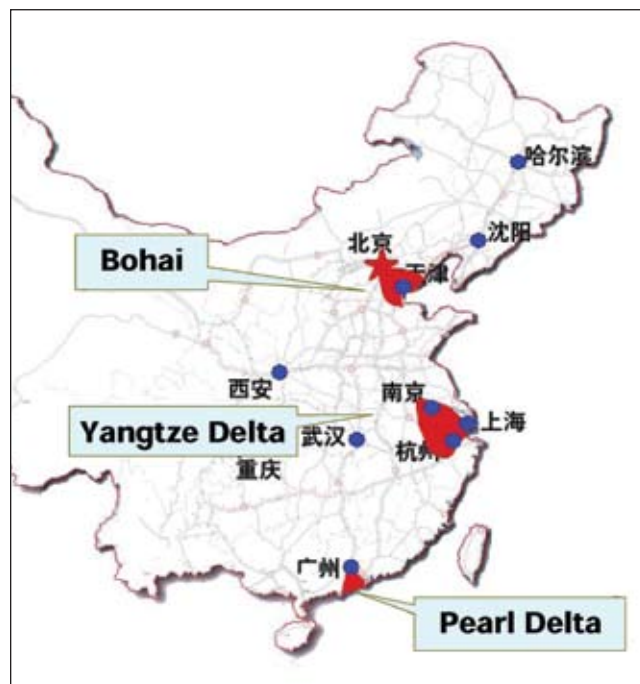 哈尔滨
沈阳
北京
Bohai
天津
西安
南京
上海
Yangtze Delta
武汉
杭州
重庆
广州
Pearl Delta